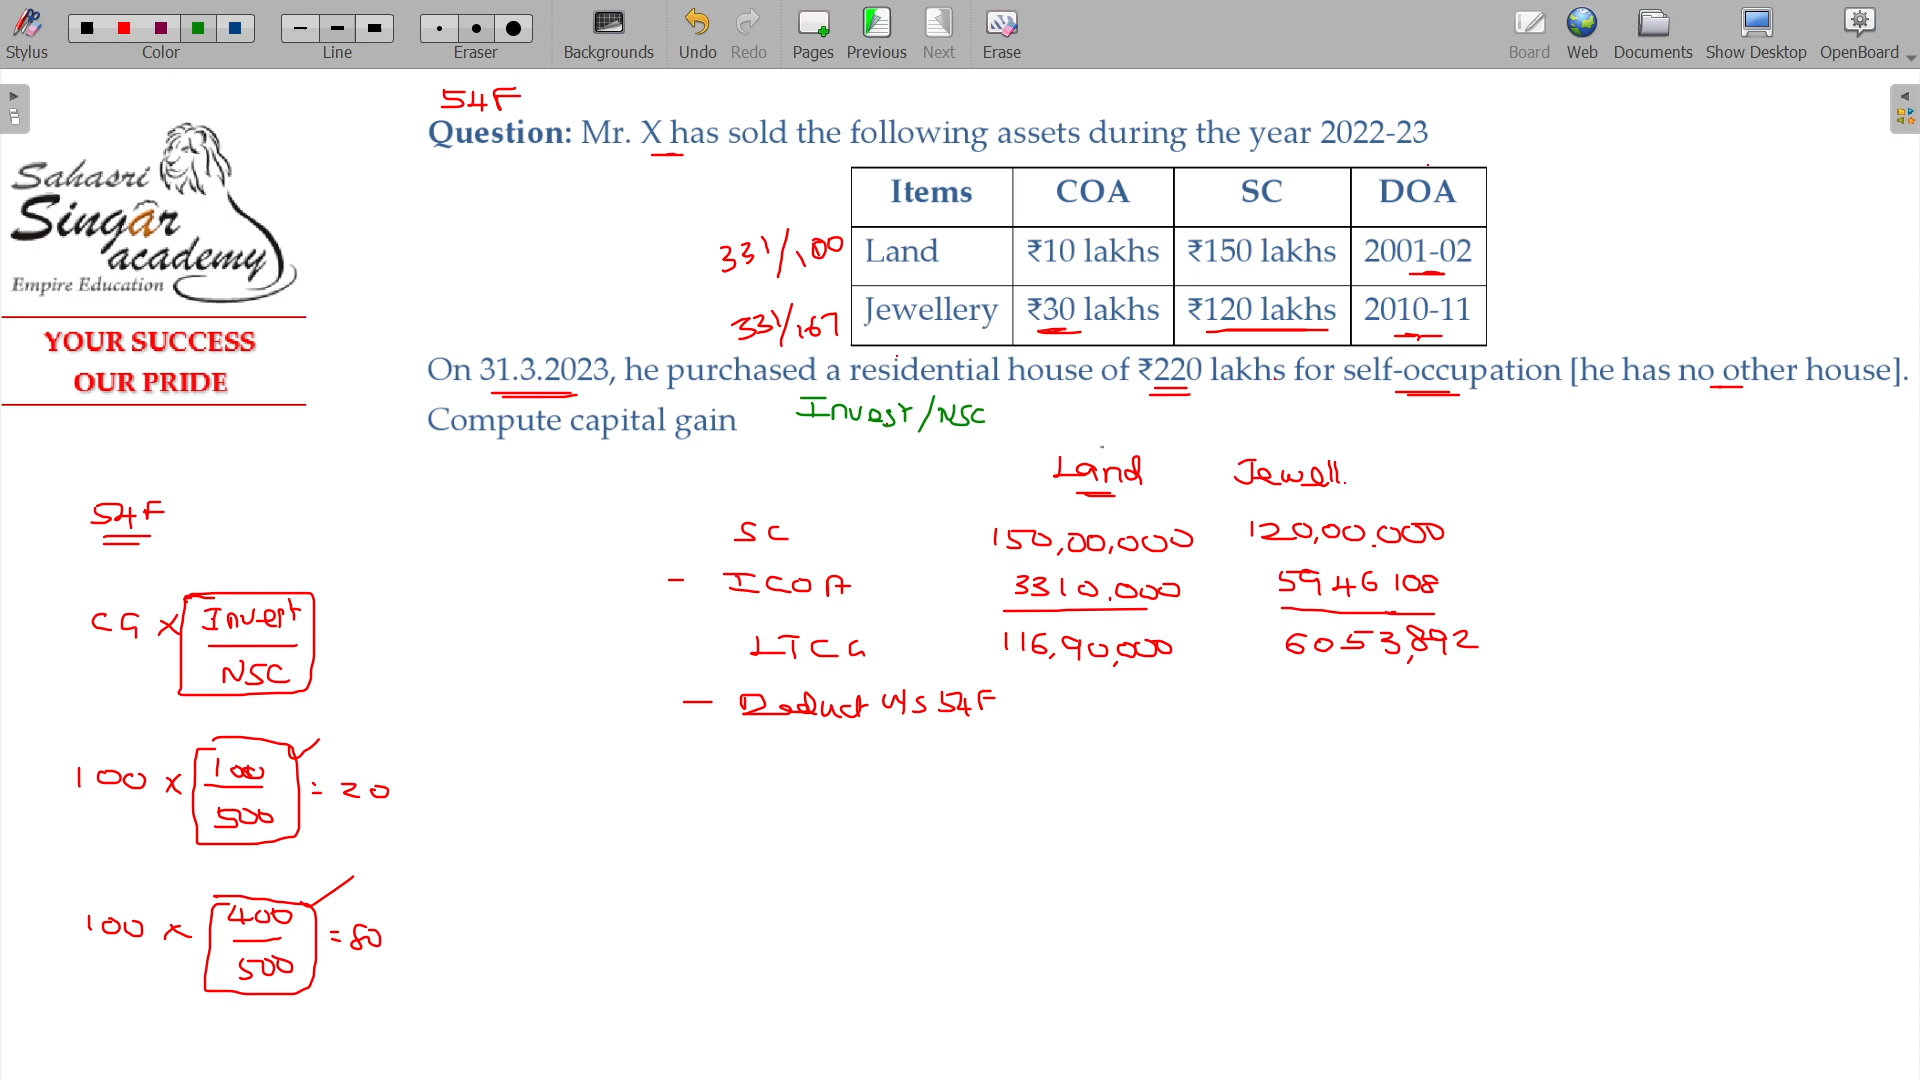 Stylus Color Line Eraser Backgrounds Undo Redo Pages Previous Next Erase Board Web Documents Show Desktop OpenBoard
54F
Question: Mr. X has sold the following assets during the year 2022-23
Items COA SC DOA
331/100 Land ₹10 lakhs ₹150 lakhs 2001-02
331/167 Jewellery ₹30 lakhs ₹120 lakhs 2010-11
On 31.3.2023, he purchased a residential house of ₹220 lakhs for self-occupation [he has no other house].
Compute capital gain Invest/NSC
Sahasri
Singar
academy
Empire Education
YOUR SUCCESS
OUR PRIDE
54F
CG × Invest
NSC
100 × 100
500 = 20
100 × 400
500 = 80
Land Jewell.
SC 150,00,000 120,00.000
- ICOA 3310.000 5946108
LTCG 116,90,000 6053,892
- Deduct u/s 54F